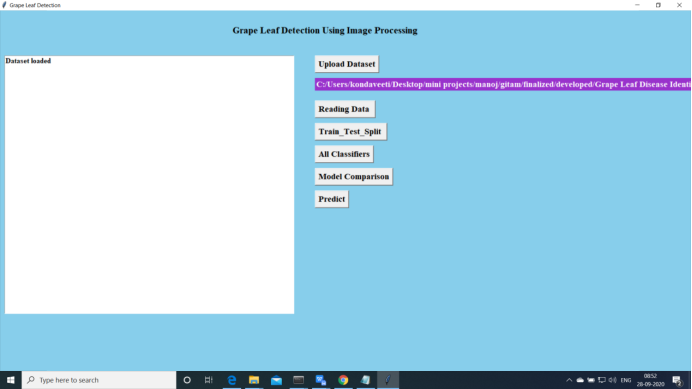 Grape Leaf Detection
Grape Leaf Detection Using Image Processing
Dataset loaded
Upload Dataset
C:/Users/kondaveeti/Desktop/mini projects/manoj/gitam/finalized/developed/Grape Leaf Disease Identi
Reading Data
Train_Test_Split
All Classifiers
Model Comparison
Predict
Type here to search
ENG
08:52
28-09-2020